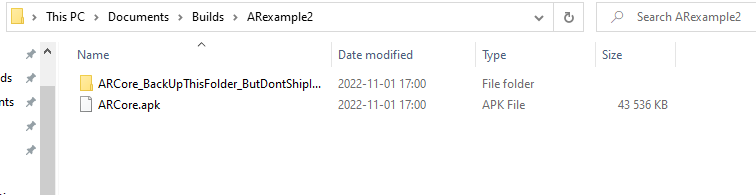 This PC > Documents > Builds > ARexample2
Search ARexample2
Name Date modified Type Size
ds
nts
ARCore_BackUpThisFolder_ButDontShipI... 2022-11-01 17:00 File folder
ARCore.apk 2022-11-01 17:00 APK File 43 536 KB